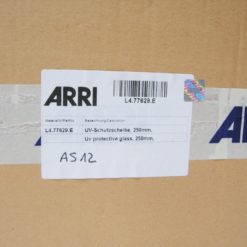 ARRI
L4.77629.E
L4.77629.E
UV-Schutzscheibe, 250mm.
Uv protective glass, 250mm.
AS 12
A